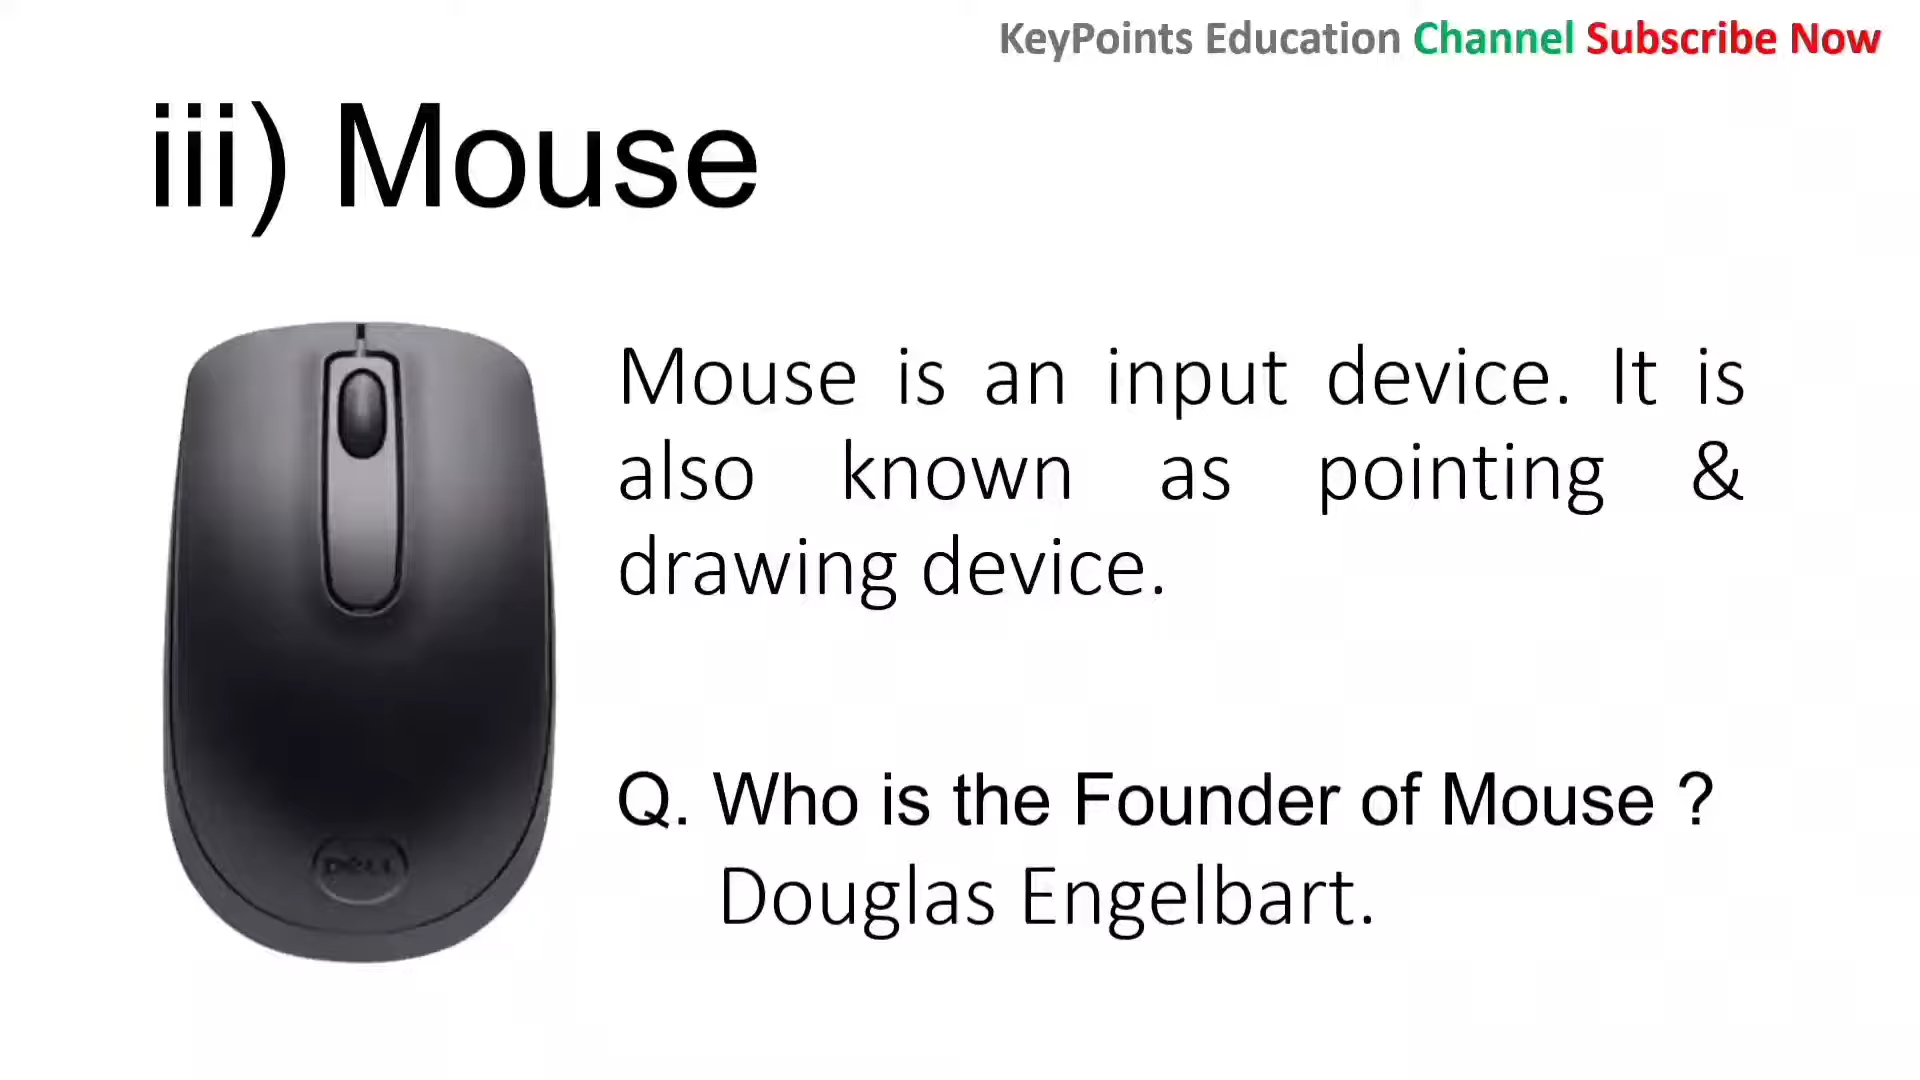 KeyPoints Education Channel Subscribe Now
iii) Mouse
Mouse is an input device. It is
also known as pointing &
drawing device.
Q. Who is the Founder of Mouse ?
Douglas Engelbart.
DELL